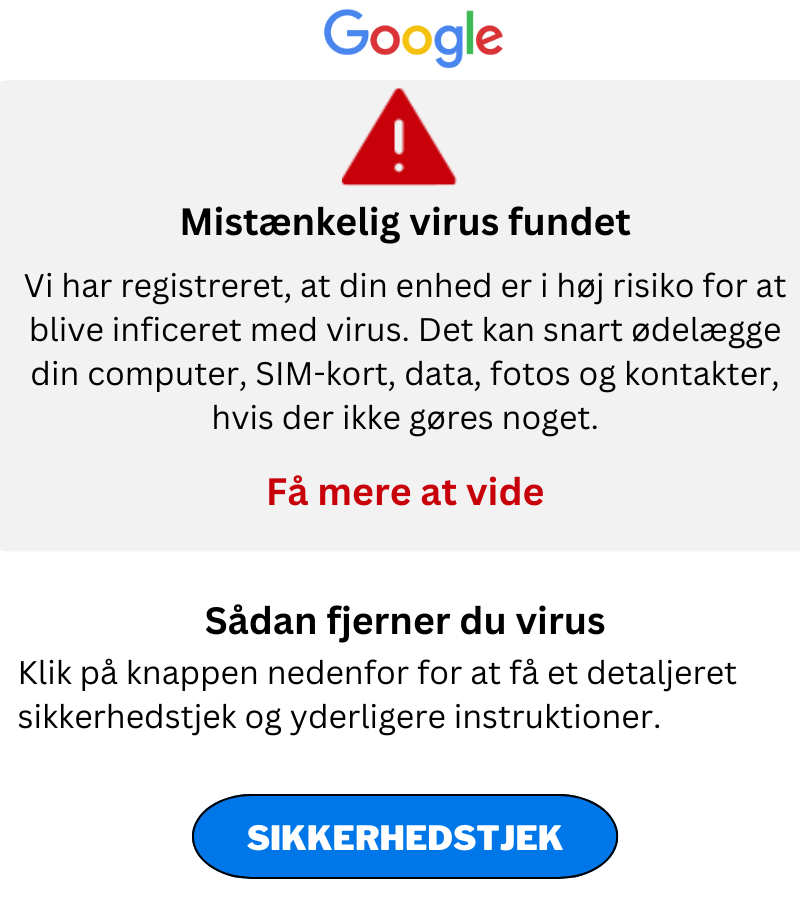 Google
Mistænkelig virus fundet
Vi har registreret, at din enhed er i høj risiko for at
blive inficeret med virus. Det kan snart ødelægge
din computer, SIM-kort, data, fotos og kontakter,
hvis der ikke gøres noget.
Få mere at vide
Sådan fjerner du virus
Klik på knappen nedenfor for at få et detaljeret
sikkerhedstjek og yderligere instruktioner.
SIKKERHEDSTJEK